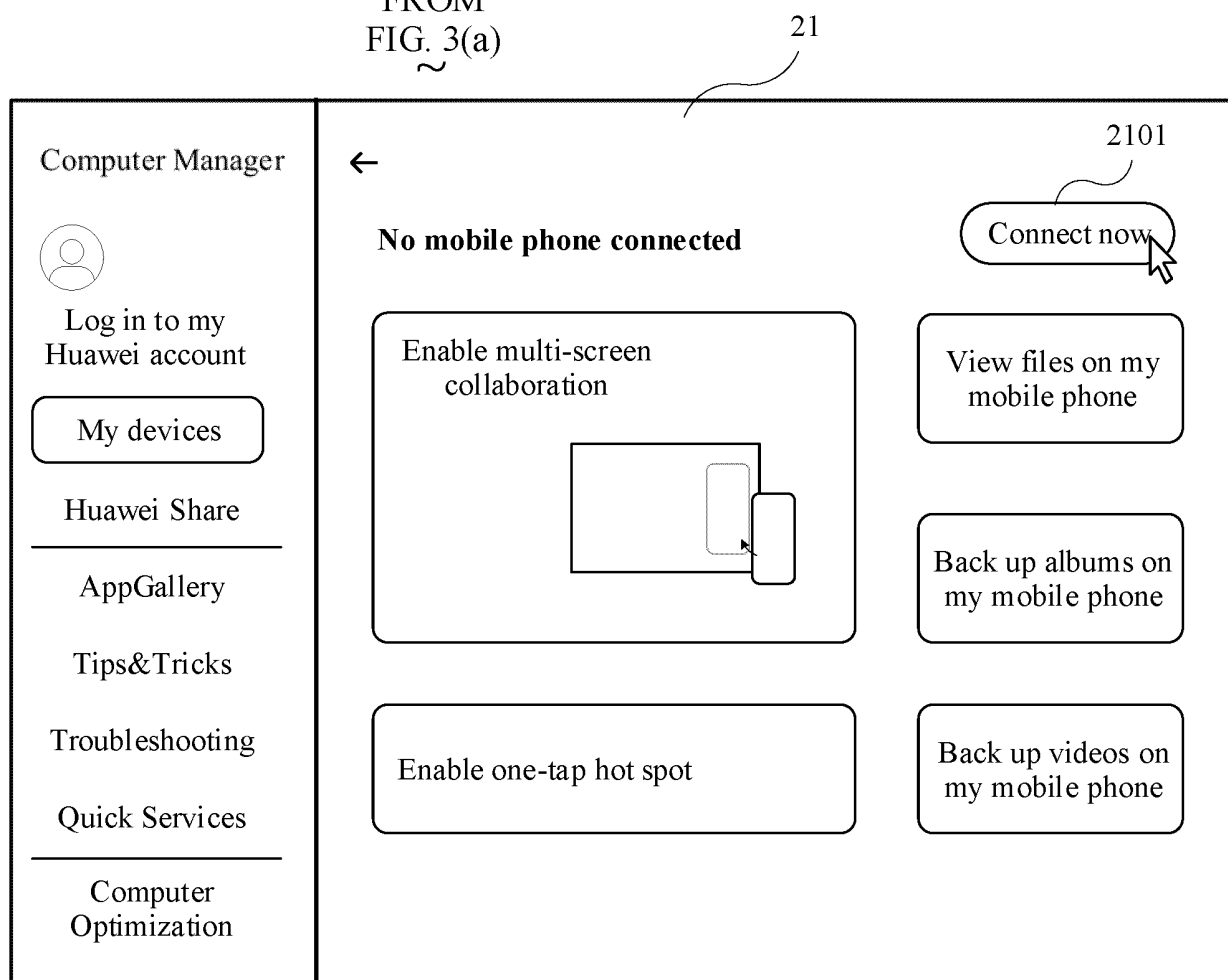 FROM
FIG. 3(a)
21
2101
Computer Manager
Log in to my
Huawei account
My devices
Huawei Share
AppGallery
Tips&Tricks
Troubleshooting
Quick Services
Computer
Optimization
No mobile phone connected
Connect now
Enable multi-screen
collaboration
View files on my
mobile phone
Back up albums on
my mobile phone
Enable one-tap hot spot
Back up videos on
my mobile phone